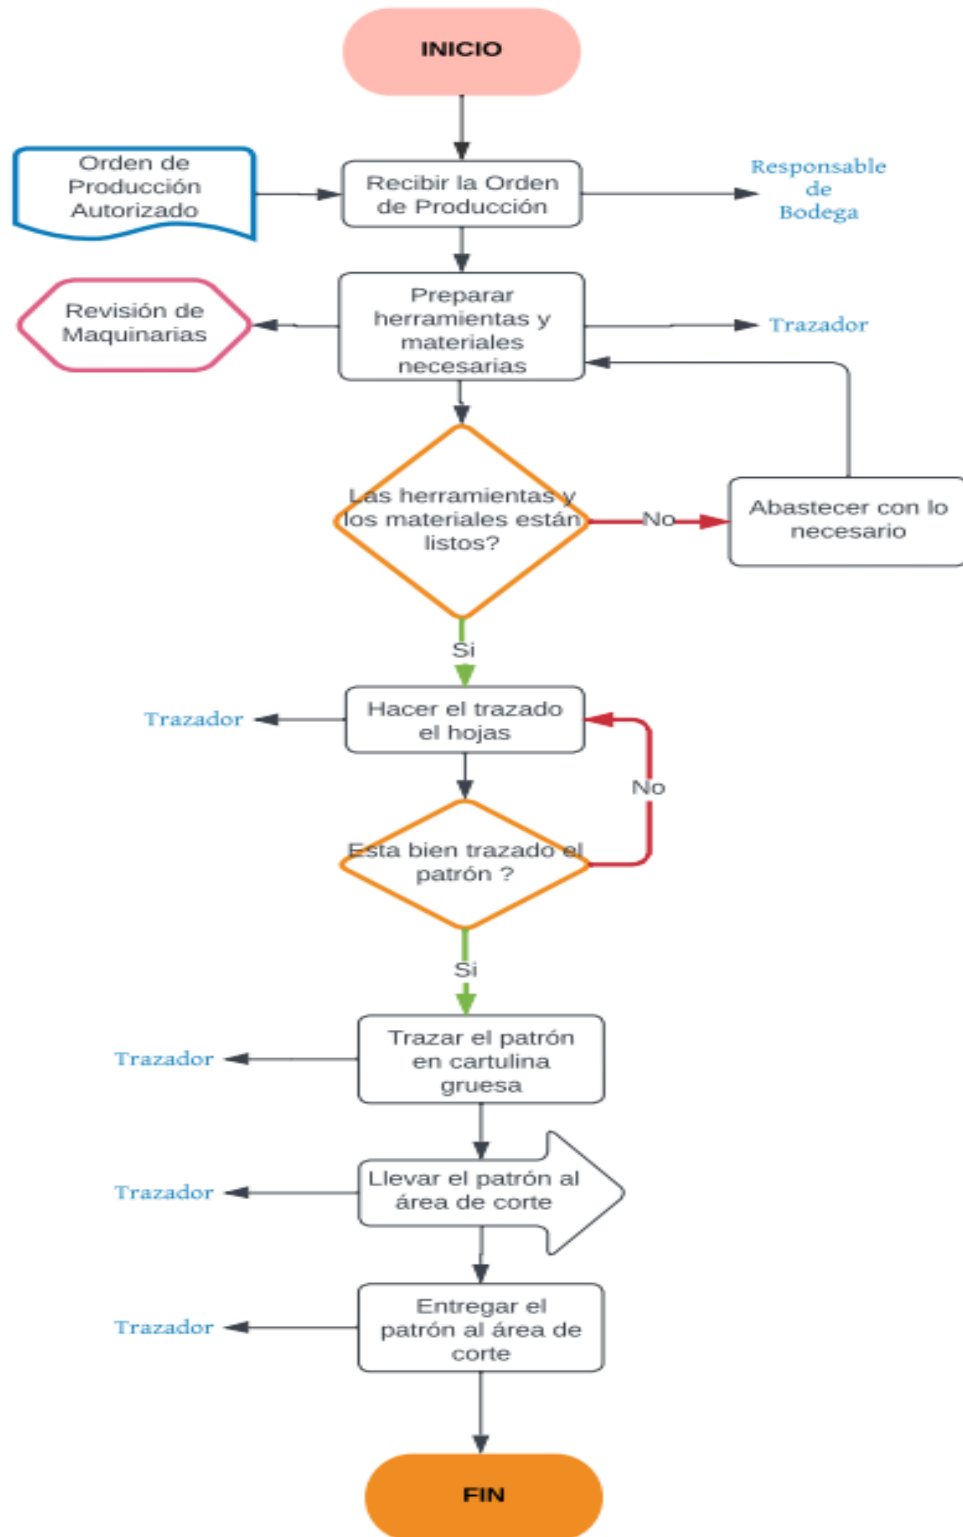 INICIO
Orden de
Producción
Autorizado
Recibir la Orden
de Producción
Responsable
de
Bodega
Revisión de
Maquinarias
Preparar
herramientas y
materiales
necesarias
Trazador
Las herramientas y
los materiales están
listos?
No
Abastecer con lo
necesario
Si
Trazador
Hacer el trazado
el hojas
No
Esta bien trazado el
patrón ?
Si
Trazador
Trazar el patrón
en cartulina
gruesa
Trazador
Llevar el patrón al
área de corte
Trazador
Entregar el
patrón al área de
corte
FIN